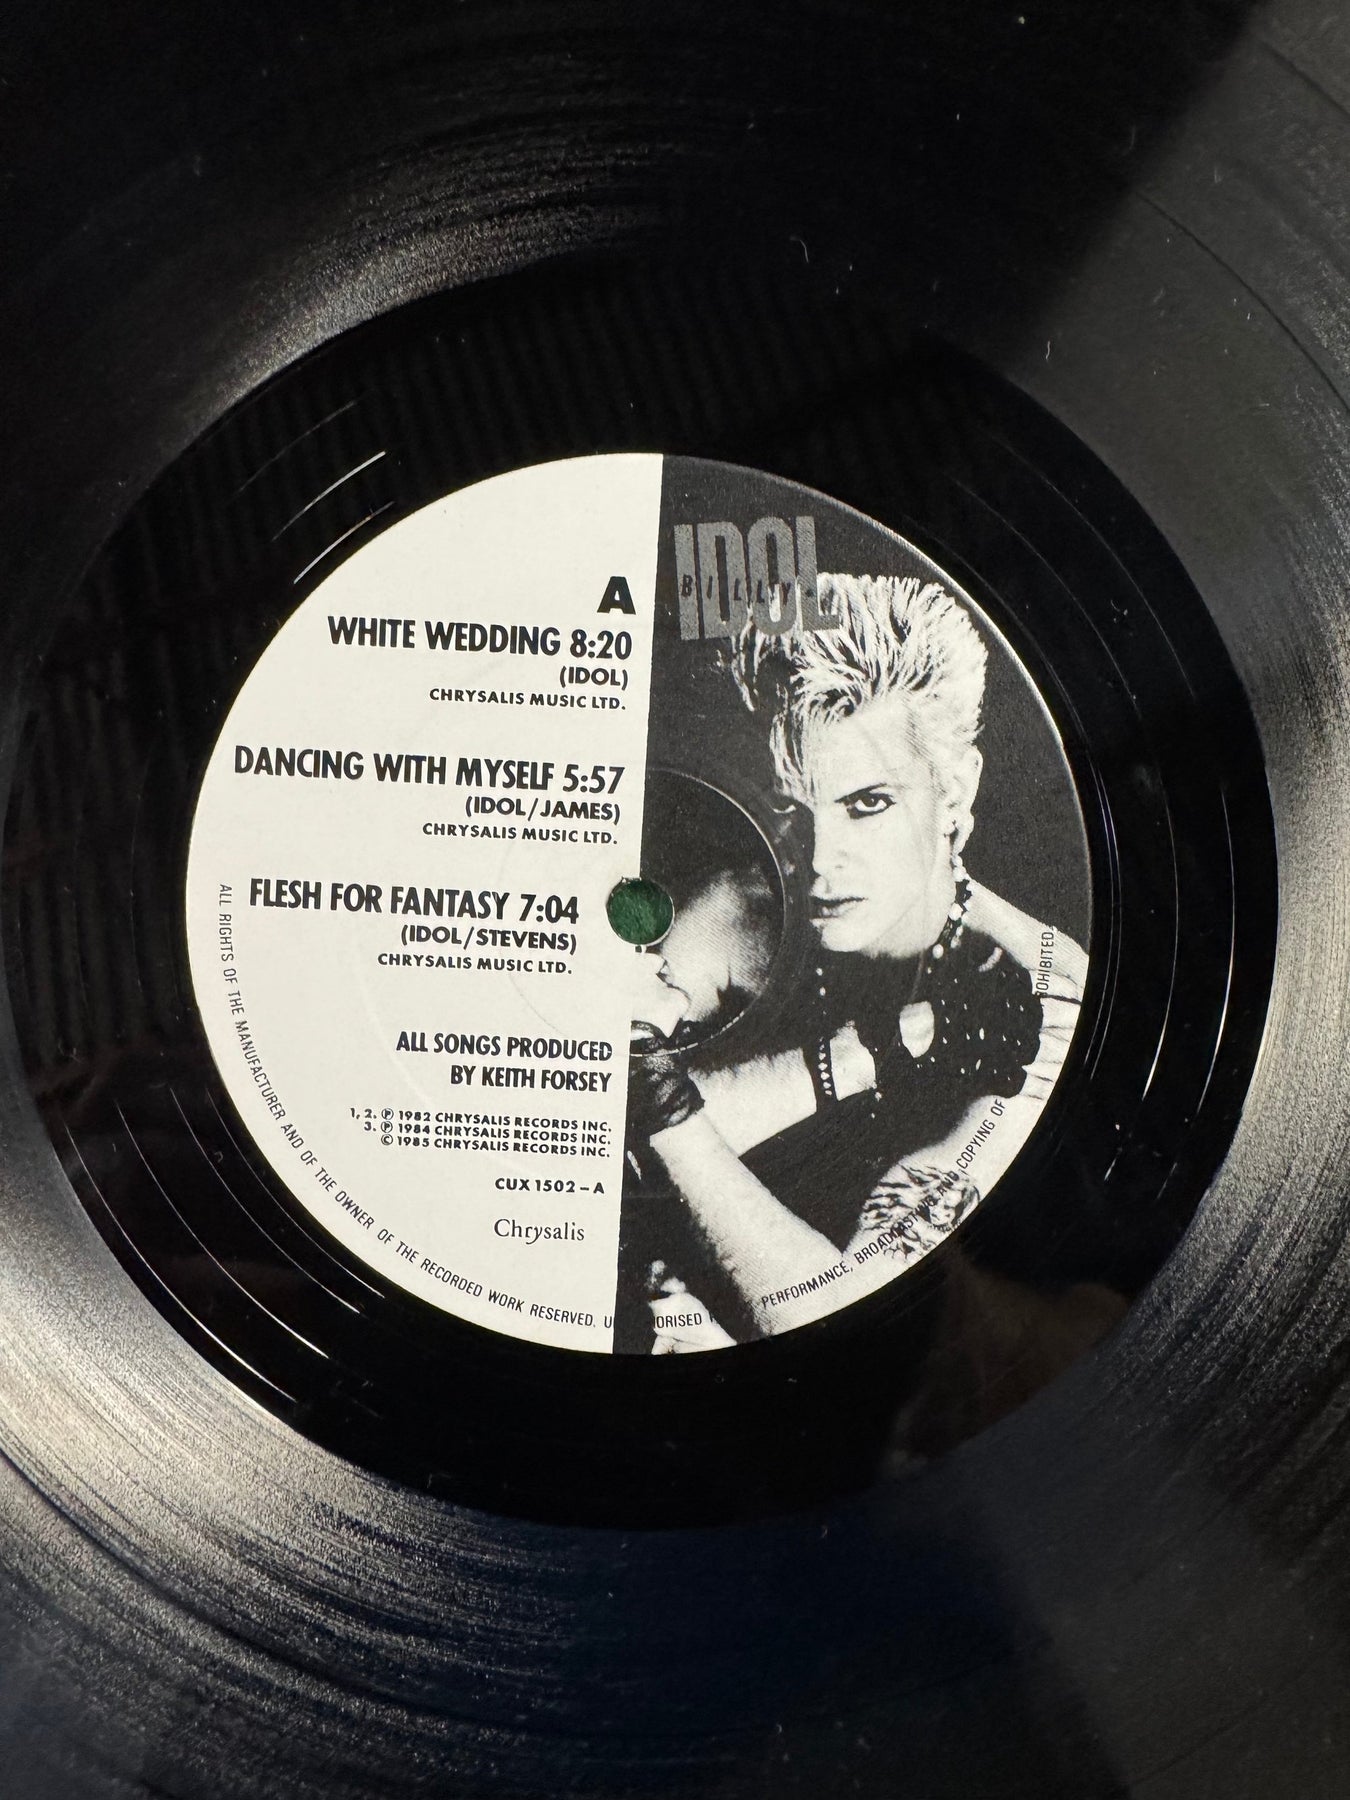 IDOL
BILLY
A
WHITE WEDDING 8:20
(IDOL)
CHRYSALIS MUSIC LTD.
DANCING WITH MYSELF 5:57
(IDOL/JAMES)
CHRYSALIS MUSIC LTD.
FLESH FOR FANTASY 7:04
(IDOL/STEVENS)
CHRYSALIS MUSIC LTD.
ALL SONGS PRODUCED
BY KEITH FORSEY
1, 2. ℗ 1982 CHRYSALIS RECORDS INC.
3. ℗ 1984 CHRYSALIS RECORDS INC.
© 1985 CHRYSALIS RECORDS INC.
CUX 1502 – A
Chrysalis
ALL RIGHTS OF THE MANUFACTURER AND OF THE OWNER OF THE RECORDED WORK RESERVED. PERFORMANCE, BROADCASTING AND COPYING OF